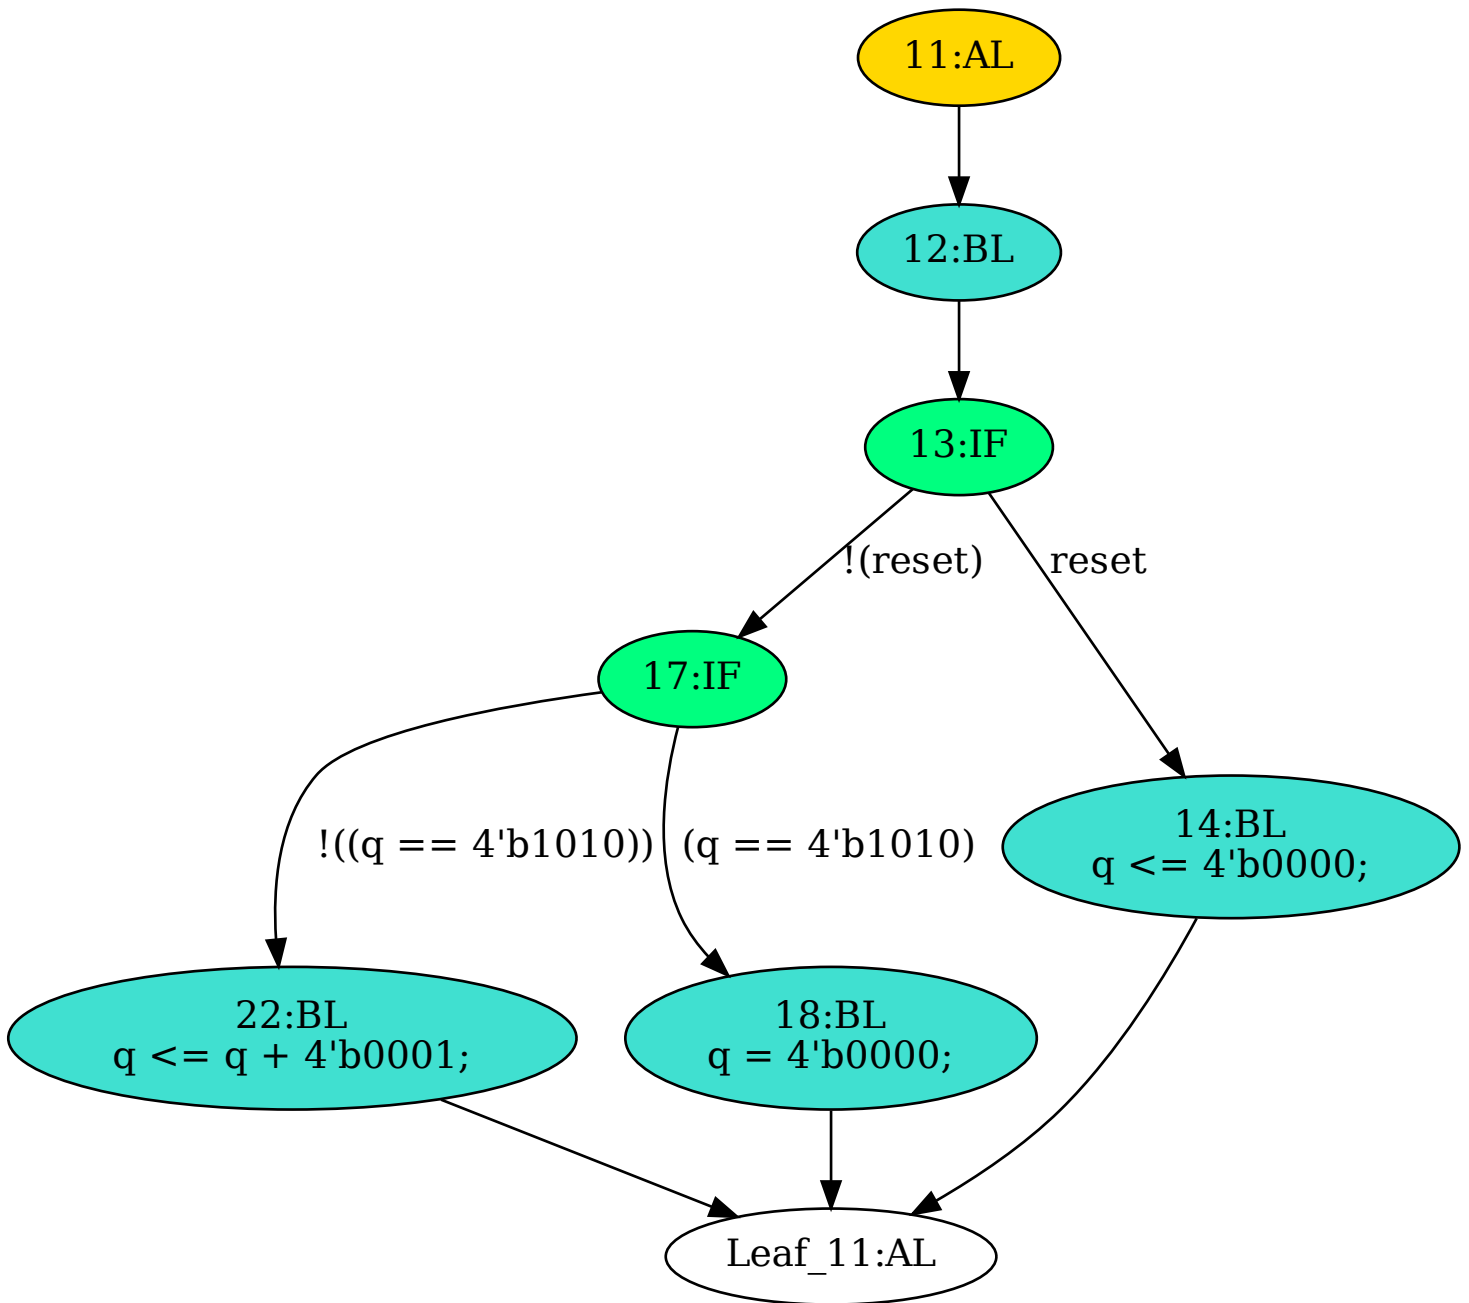 11:AL
12:BL
13:IF
!(reset)
reset
17:IF
!((q == 4'b1010))
(q == 4'b1010)
14:BL
q <= 4'b0000;
22:BL
q <= q + 4'b0001;
18:BL
q = 4'b0000;
Leaf_11:AL